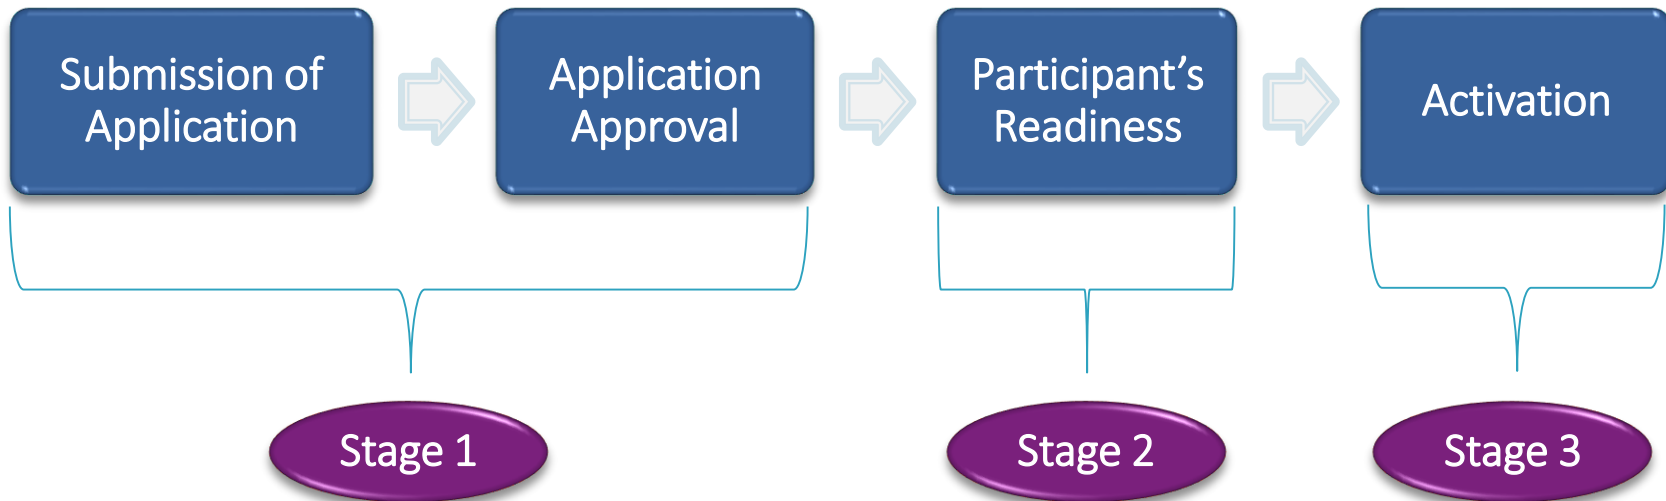 Submission of
Application
Application
Approval
Participant’s
Readiness
Activation
Stage 1
Stage 2
Stage 3